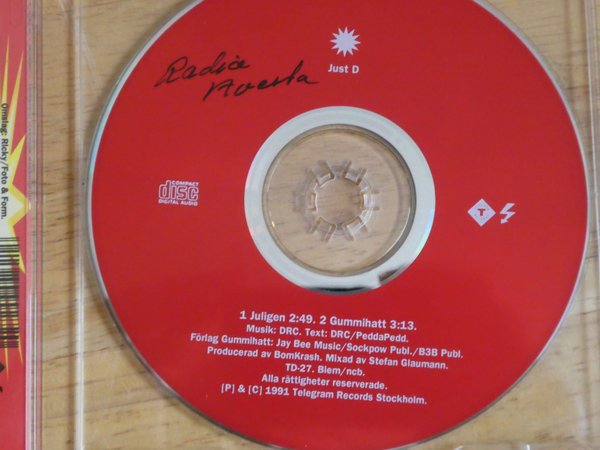 Radio
Avesta
Just D
COMPACT
disc
DIGITAL AUDIO
T
1 Juligen 2:49. 2 Gummihatt 3:13.
Musik: DRC. Text: DRC/PeddaPedd.
Förlag Gummihatt: Jay Bee Music/Sockpow Publ./B3B Publ.
Producerad av BomKrash. Mixad av Stefan Glaumann.
TD-27. Biem/ncb.
Alla rättigheter reserverade.
[P] & [C] 1991 Telegram Records Stockholm.
Omslag: Ricky/Foto & Form.